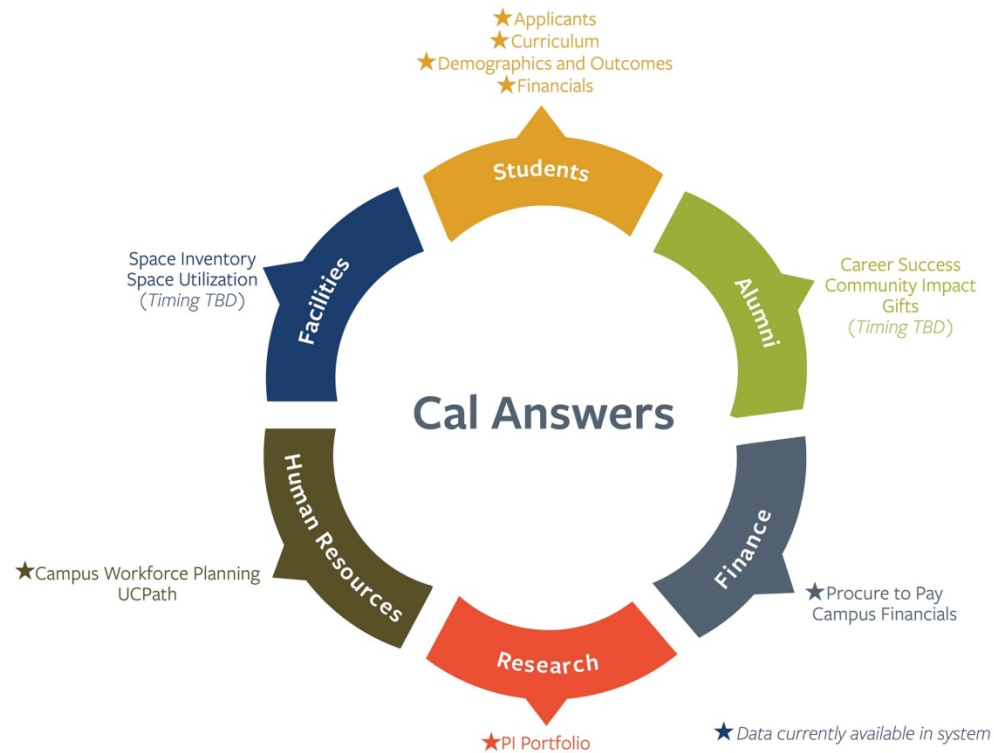 ★Applicants
★Curriculum
★Demographics and Outcomes
★Financials
Students
Alumni
Career Success
Community Impact
Gifts
(Timing TBD)
Finance
★Procure to Pay
Campus Financials
Research
★PI Portfolio
Human Resources
★Campus Workforce Planning
UCPath
Facilities
Space Inventory
Space Utilization
(Timing TBD)
Cal Answers
★Data currently available in system